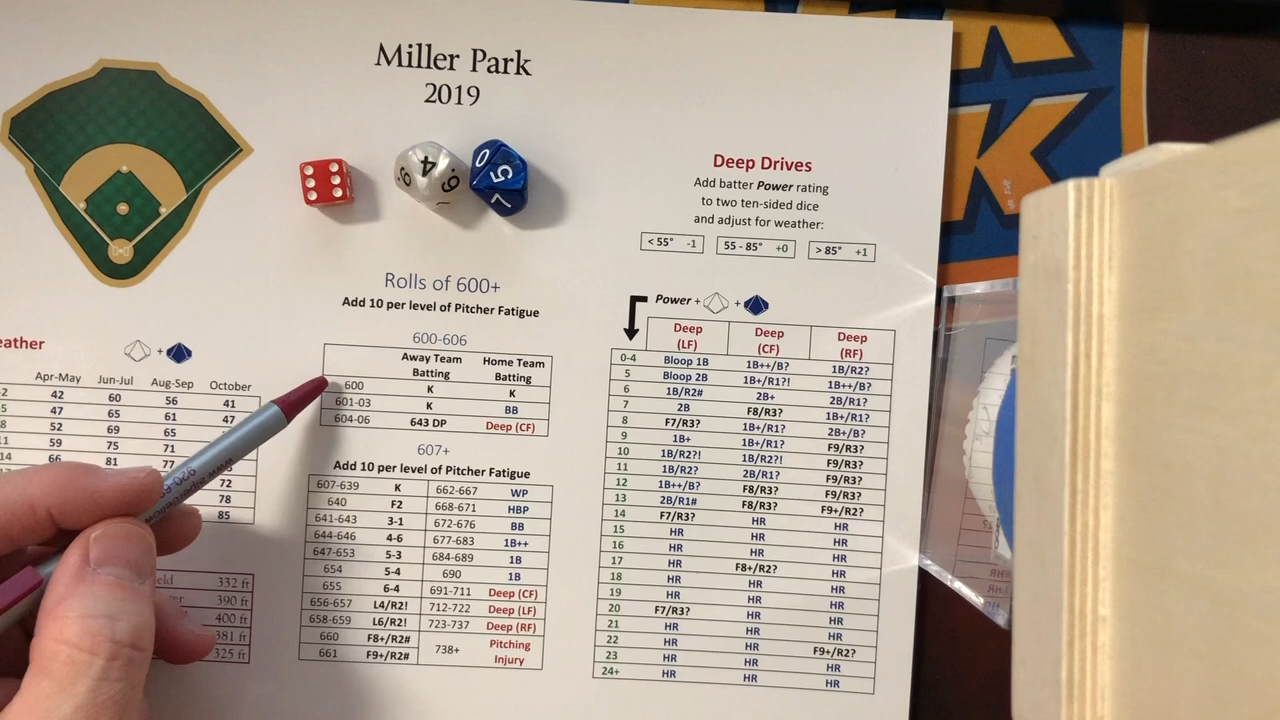 Miller Park
2019
9 4 6
0 5 7
Deep Drives
Add batter Power rating
to two ten-sided dice
and adjust for weather:
< 55° -1 55 - 85° +0 > 85° +1
Rolls of 600+
Add 10 per level of Pitcher Fatigue
600-606
Away Team Batting Home Team Batting
600 K K
601-03 K BB
604-06 643 DP Deep (CF)
607+
Add 10 per level of Pitcher Fatigue
607-639 K 662-667 WP
640 F2 668-671 HBP
641-643 3-1 672-676 BB
644-646 4-6 677-683 1B++
647-653 5-3 684-689 1B
654 5-4 690 1B
655 6-4 691-711 Deep (CF)
656-657 L4/R2! 712-722 Deep (LF)
658-659 L6/R2! 723-737 Deep (RF)
660 F8+/R2# 738+ Pitching Injury
661 F9+/R2#
Power + +
Deep (LF) Deep (CF) Deep (RF)
0-4 Bloop 1B 1B++/B? 1B/R2?
5 Bloop 2B 1B+/R1?! 1B++/B?
6 1B/R2# 2B+ 2B/R1?
7 2B F8/R3? 1B+/R1?
8 F7/R3? 1B+/R1? 2B+/B?
9 1B+ 1B+/R1? F9/R3?
10 1B/R2?! 1B/R2?! F9/R3?
11 1B/R2? 2B/R1? F9/R3?
12 1B++/B? F8/R3? F9/R3?
13 2B/R1# F8/R3? F9+/R2?
14 F7/R3? HR HR
15 HR HR HR
16 HR HR HR
17 HR F8+/R2? HR
18 HR HR HR
19 HR HR HR
20 F7/R3? HR HR
21 HR HR HR
22 HR HR HR
23 HR HR F9+/R2?
24+ HR HR HR
eather +
Apr-May Jun-Jul Aug-Sep October
42 60 56 41
47 65 61 47
52 69 65
59 75 71
66 81 77
72
78
85
332 ft
390 ft
400 ft
381 ft
325 ft